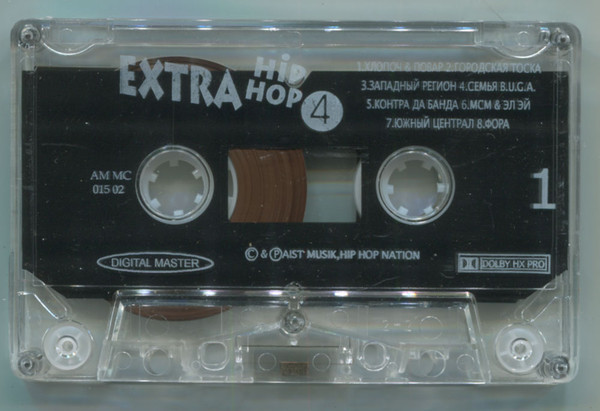 EXTRA HIP HOP 4
1.ХЛОПОЧ & ПОВАР 2.ГОРОДСКАЯ ТОСКА
3.ЗАПАДНЫЙ РЕГИОН 4.СЕМЬЯ B.U.G.A.
5.КОНТРА ДА БАНДА 6.МСМ & ЭЛ ЭЙ
7.ЮЖНЫЙ ЦЕНТРАЛ 8.ФОРА
AM MC
015 02
1
DIGITAL MASTER
© & ℗ AIST MUSIK, HIP HOP NATION
DOLBY HX PRO